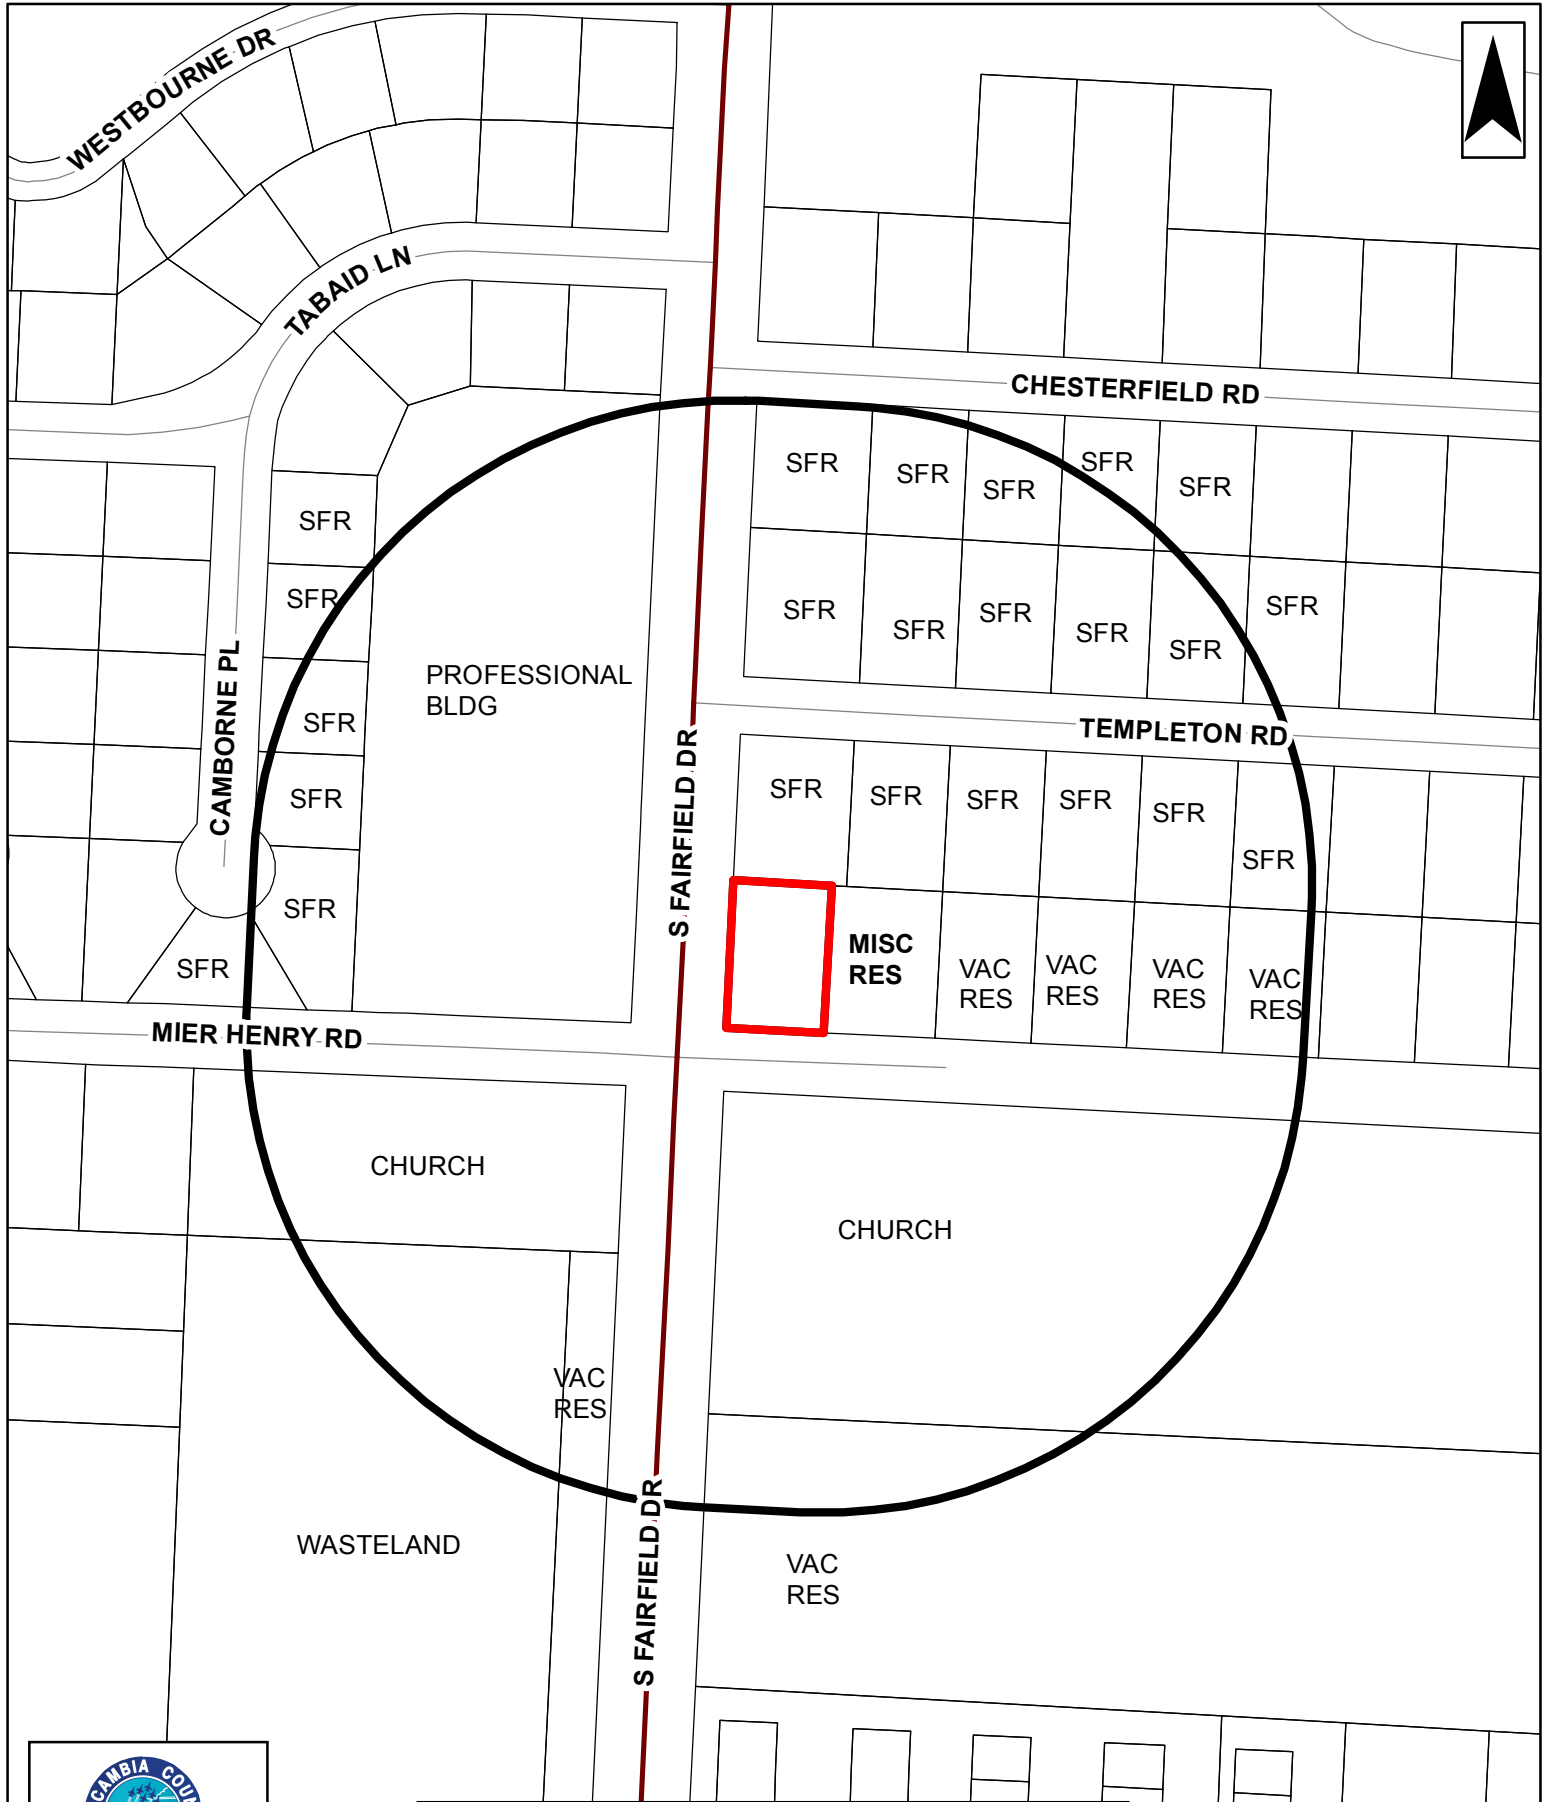 WESTBOURNE DR
TABAID LN
CHESTERFIELD RD
SFR
SFR
SFR
SFR
SFR
SFR
SFR
SFR
SFR
SFR
SFR
SFR
SFR
CAMBORNE PL
PROFESSIONAL
BLDG
SFR
SFR
S FAIRFIELD DR
TEMPLETON RD
SFR
SFR
SFR
SFR
SFR
SFR
SFR
SFR
MISC
RES
VAC
RES
VAC
RES
VAC
RES
VAC
RES
MIER HENRY RD
CHURCH
CHURCH
VAC
RES
S FAIRFIELD DR
WASTELAND
VAC
RES